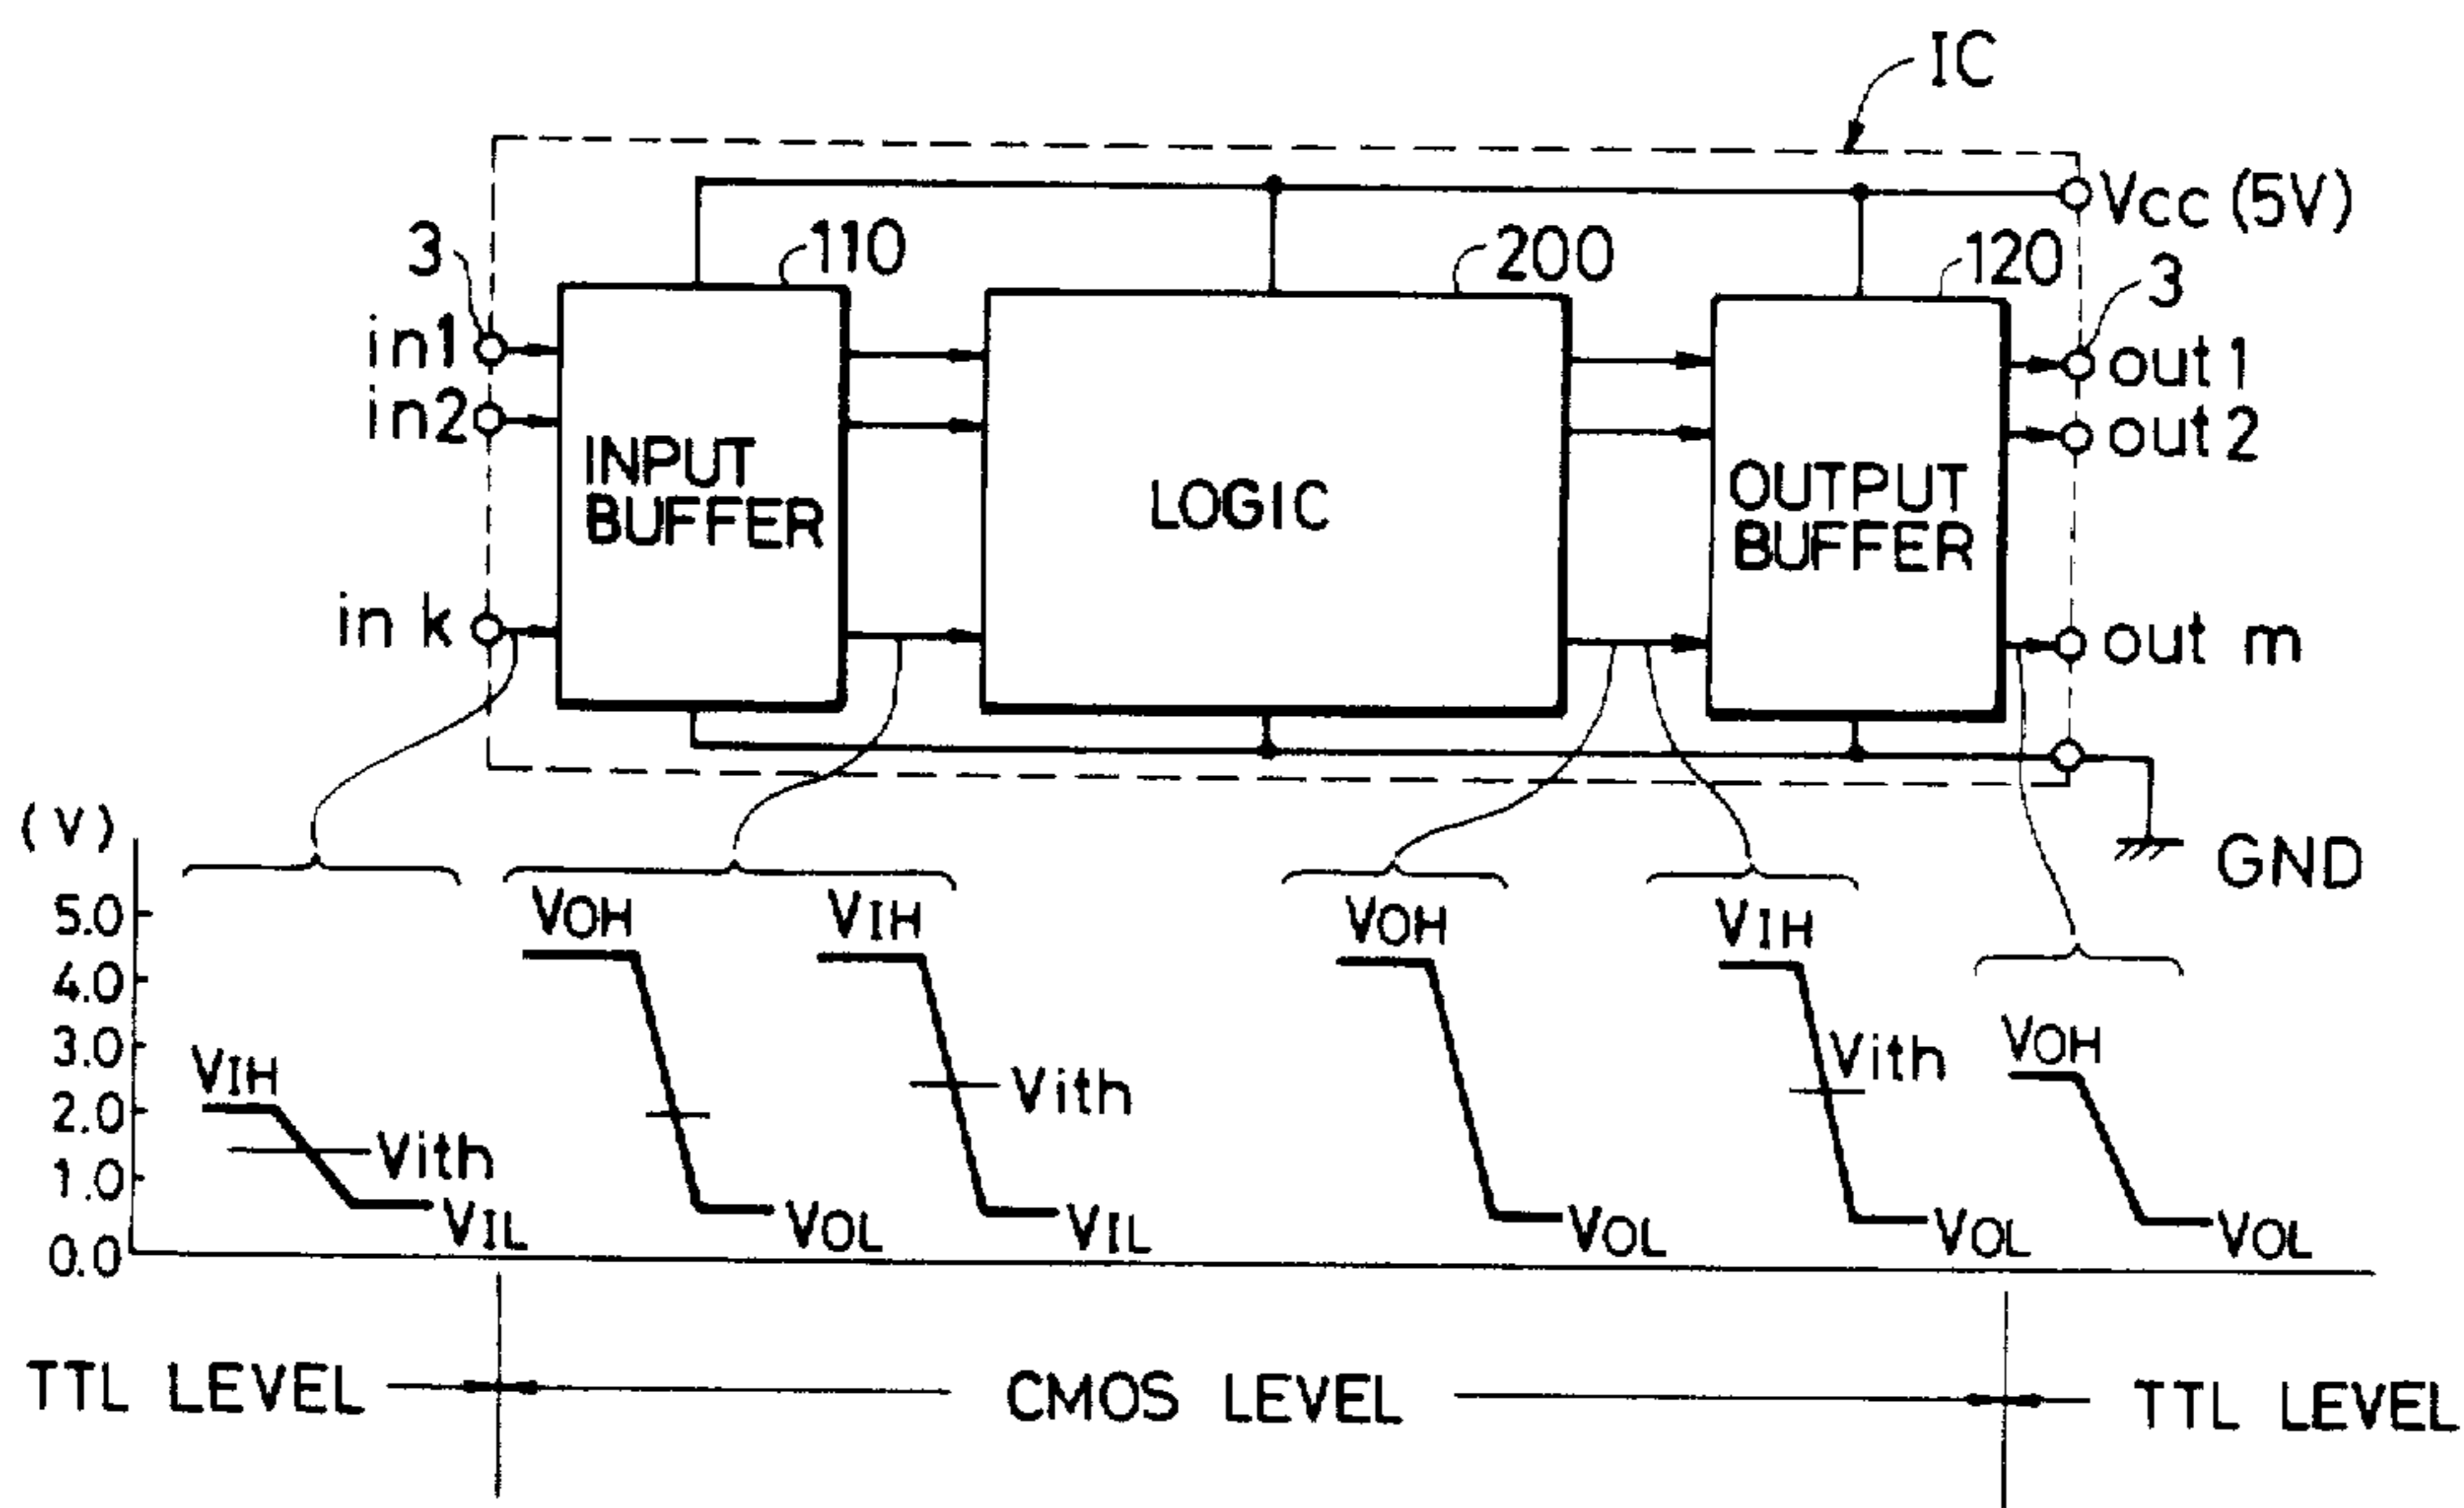 IC
Vcc (5V)
3
110
200
120
3
in1
in2
in k
INPUT
BUFFER
LOGIC
OUTPUT
BUFFER
out 1
out 2
out m
GND
(V)
5.0
4.0
3.0
2.0
1.0
0.0
VIH
Vith
VIL
VOH
VOL
VIH
Vith
VIL
VOH
VOL
VIH
Vith
VOL
VOH
VOL
TTL LEVEL
CMOS LEVEL
TTL LEVEL